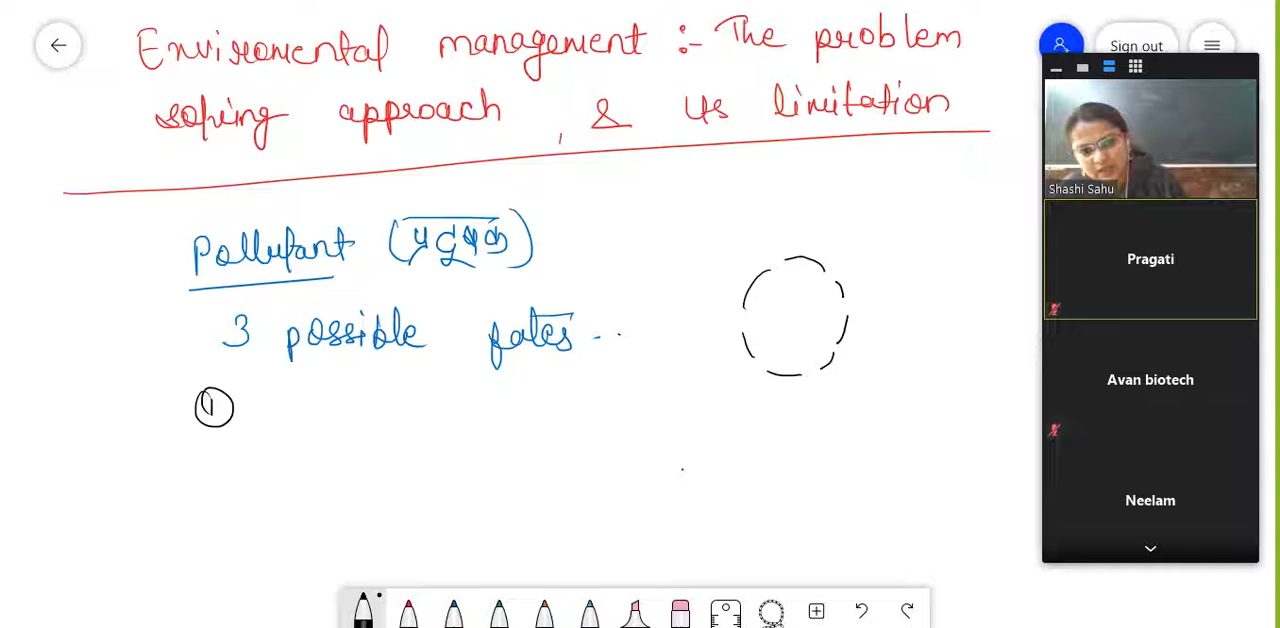 Enviromental management :- The problem
solving approach, & its limitation
Pollutant (प्रदुषक)
3 possible fates -
①
Sign out
Shashi Sahu
Pragati
Avan biotech
Neelam